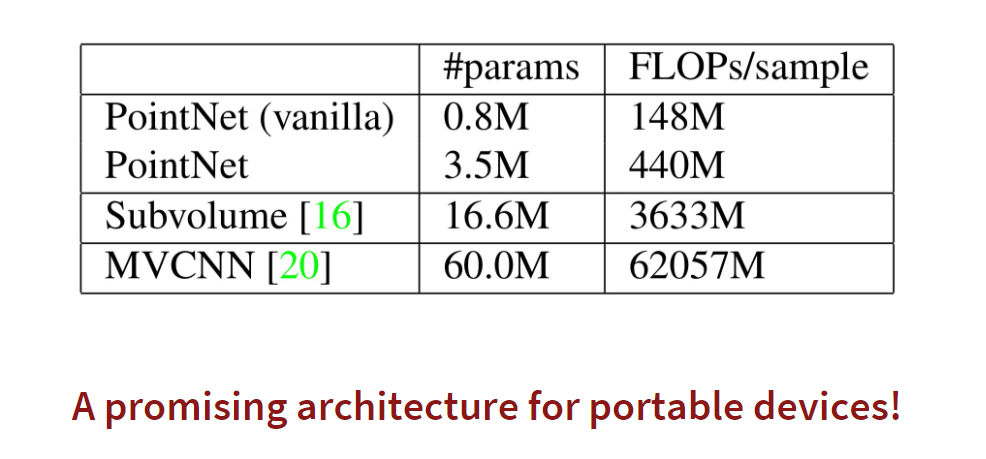 #params FLOPs/sample
PointNet (vanilla) 0.8M 148M
PointNet 3.5M 440M
Subvolume [16] 16.6M 3633M
MVCNN [20] 60.0M 62057M
A promising architecture for portable devices!